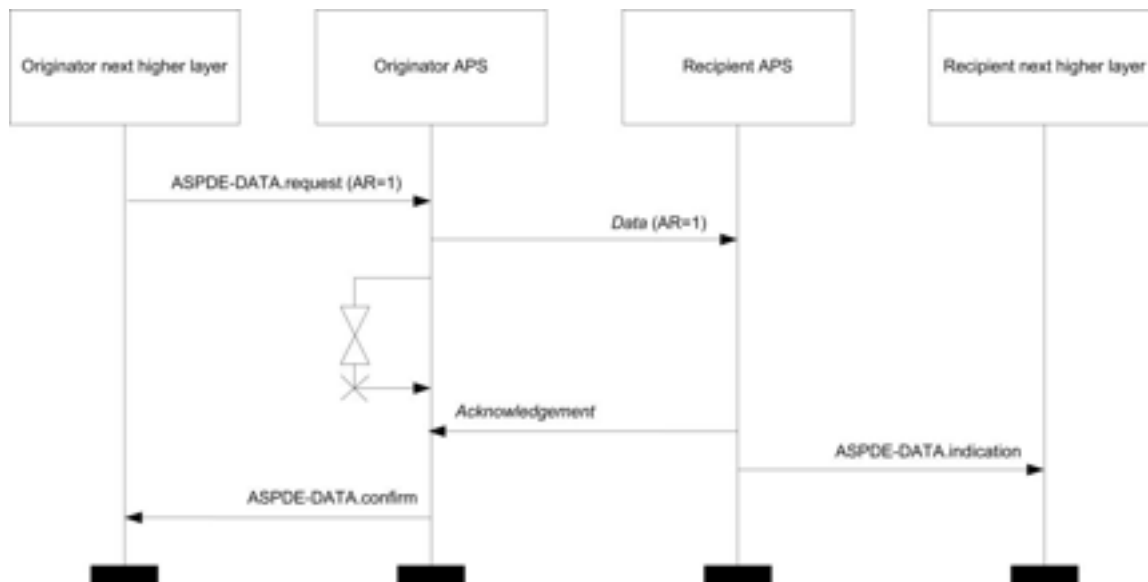 Originator next higher layer
Originator APS
Recipient APS
Recipient next higher layer
ASPDE-DATA.request (AR=1)
Data (AR=1)
Acknowledgement
ASPDE-DATA.indication
ASPDE-DATA.confirm